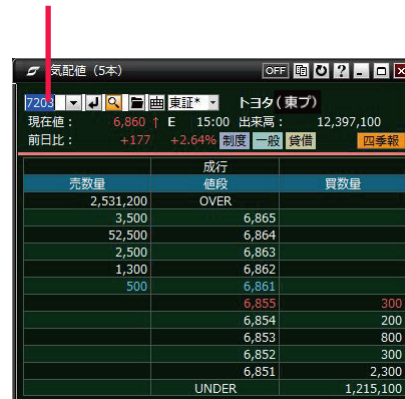 気配値 (5本) OFF ?
7203 東証* トヨタ(東プ)
現在値: 6,860 ↑ E 15:00 出来高: 12,397,100
前日比: +177 +2.64% 制度 一般 貸借 四季報
成行
売数量 値段 買数量
2,531,200 OVER
3,500 6,865
52,500 6,864
2,500 6,863
1,300 6,862
500 6,861
6,855 300
6,854 200
6,853 800
6,852 300
6,851 2,300
UNDER 1,215,100